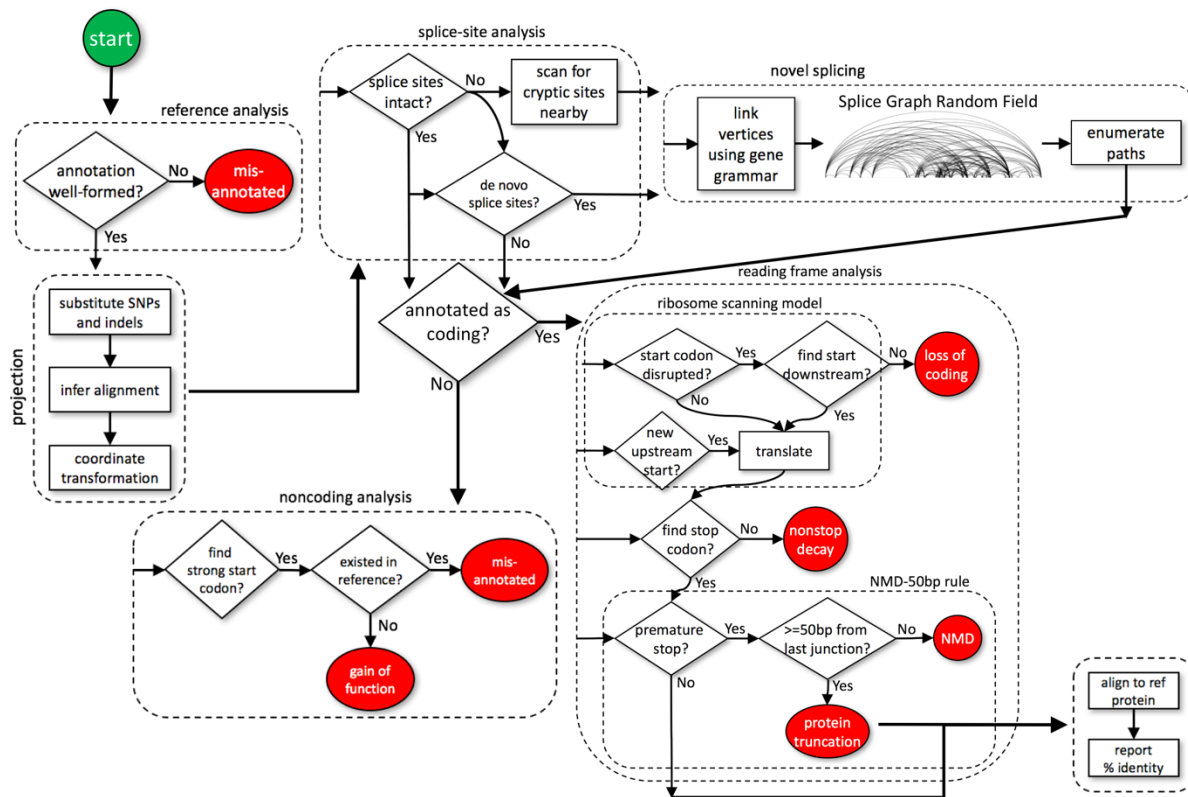 start
reference analysis
annotation
well-formed?
No
mis-
annotated
Yes
projection
substitute SNPs
and indels
infer alignment
coordinate
transformation
splice-site analysis
splice sites
intact?
No
scan for
cryptic sites
nearby
Yes
de novo
splice sites?
Yes
No
novel splicing
link
vertices
using gene
grammar
Splice Graph Random Field
enumerate
paths
annotated as
coding?
Yes
No
noncoding analysis
find
strong start
codon?
Yes
existed in
reference?
Yes
mis-
annotated
No
gain of
function
reading frame analysis
ribosome scanning model
start codon
disrupted?
Yes
find start
downstream?
No
loss of
coding
No
Yes
new
upstream
start?
Yes
translate
find stop
codon?
No
nonstop
decay
Yes
NMD-50bp rule
premature
stop?
Yes
>=50bp from
last junction?
No
NMD
No
Yes
protein
truncation
align to ref
protein
report
% identity